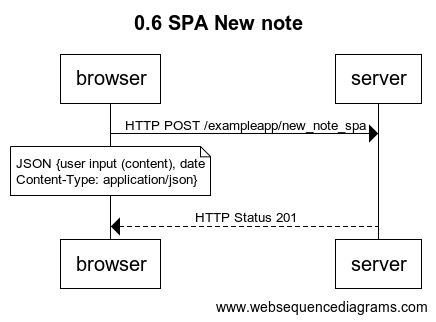 0.6 SPA New note
browser
server
HTTP POST /exampleapp/new_note_spa
JSON {user input (content), date
Content-Type: application/json}
HTTP Status 201
browser
server
www.websequencediagrams.com